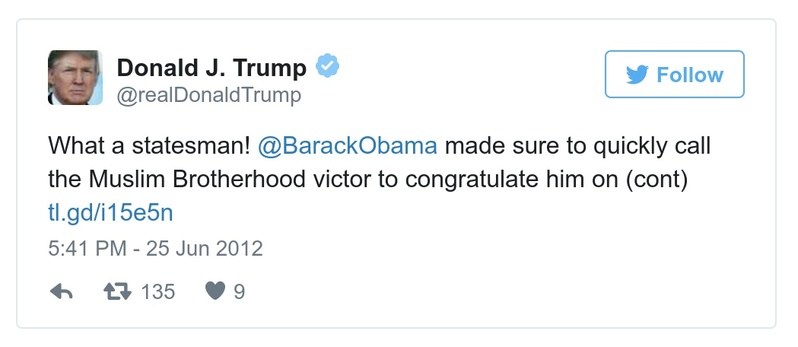 Donald J. Trump
@realDonaldTrump
Follow
What a statesman! @BarackObama made sure to quickly call
the Muslim Brotherhood victor to congratulate him on (cont)
tl.gd/i15e5n
5:41 PM - 25 Jun 2012
135 9